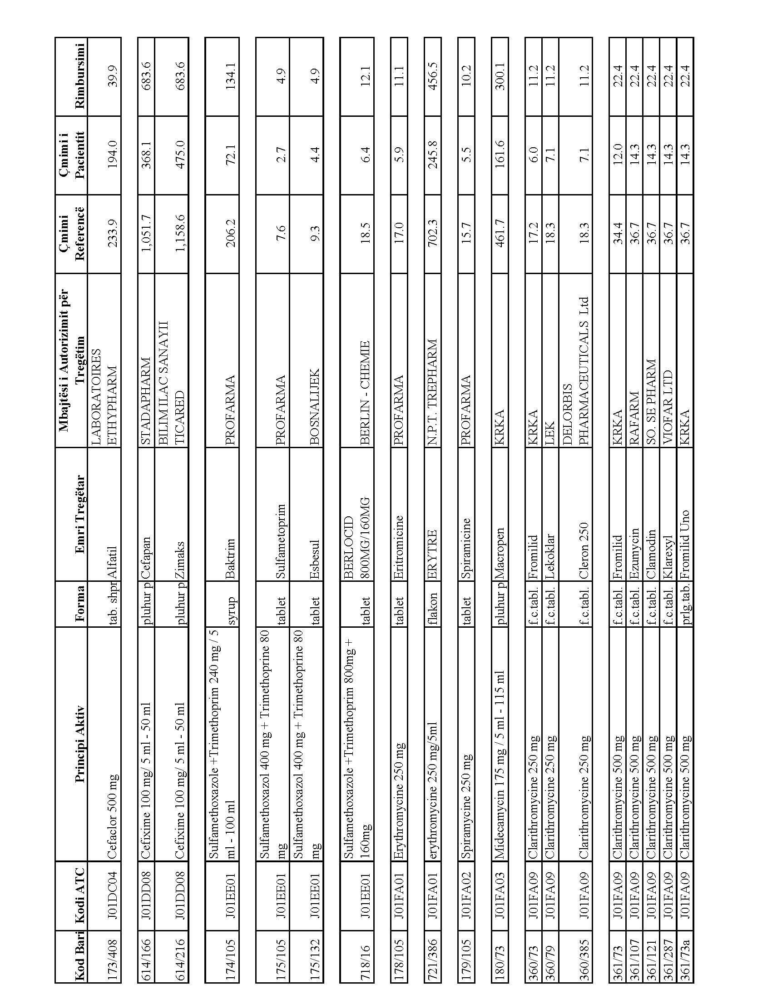 Kod Bari Kodi ATC Principi Aktiv Forma Emri Tregëtar Mbajtësi i Autorizimit për Tregëtim Çmimi Referencë Çmimi i Pacientit Rimbursimi
173/408 J01DC04 Cefaclor 500 mg tab. shpr Alfatil LABORATOIRES ETHYPHARM 233.9 194.0 39.9
614/166 J01DD08 Cefixime 100 mg/ 5 ml - 50 ml pluhur p Cefapan STADAPHARM 1,051.7 368.1 683.6
614/216 J01DD08 Cefixime 100 mg/ 5 ml - 50 ml pluhur p Zimaks BILIM ILAC SANAYII TICARED 1,158.6 475.0 683.6
174/105 J01EE01 Sulfamethoxazole +Trimethoprim 240 mg / 5 ml - 100 ml syrup Baktrim PROFARMA 206.2 72.1 134.1
175/105 J01EE01 Sulfamethoxazol 400 mg + Trimethoprine 80 mg tablet Sulfametoprim PROFARMA 7.6 2.7 4.9
175/132 J01EE01 Sulfamethoxazol 400 mg + Trimethoprine 80 mg tablet Esbesul BOSNALIJEK 9.3 4.4 4.9
718/16 J01EE01 Sulfamethoxazole +Trimethoprim 800mg + 160mg tablet BERLOCID 800MG/160MG BERLIN - CHEMIE 18.5 6.4 12.1
178/105 J01FA01 Erythromycine 250 mg tablet Eritromicine PROFARMA 17.0 5.9 11.1
721/386 J01FA01 erythromycine 250 mg/5ml flakon ERYTRE N.P.T. TREPHARM 702.3 245.8 456.5
179/105 J01FA02 Spiramycine 250 mg tablet Spiramicine PROFARMA 15.7 5.5 10.2
180/73 J01FA03 Midecamycin 175 mg / 5 ml - 115 ml pluhur p Macropen KRKA 461.7 161.6 300.1
360/73 J01FA09 Clarithromycine 250 mg f.c.tabl. Fromilid KRKA 17.2 6.0 11.2
360/79 J01FA09 Clarithromycine 250 mg f.c.tabl. Lekoklar LEK 18.3 7.1 11.2
360/385 J01FA09 Clarithromycine 250 mg f.c.tabl. Cleron 250 DELORBIS PHARMACEUTICALS Ltd 18.3 7.1 11.2
361/73 J01FA09 Clarithromycine 500 mg f.c.tabl. Fromilid KRKA 34.4 12.0 22.4
361/107 J01FA09 Clarithromycine 500 mg f.c.tabl. Ezumycin RAFARM 36.7 14.3 22.4
361/121 J01FA09 Clarithromycine 500 mg f.c.tabl. Clamodin SO. SE PHARM 36.7 14.3 22.4
361/287 J01FA09 Clarithromycine 500 mg f.c.tabl. Klarexyl VIOFAR LTD 36.7 14.3 22.4
361/73a J01FA09 Clarithromycine 500 mg prlg.tab. Fromilid Uno KRKA 36.7 14.3 22.4